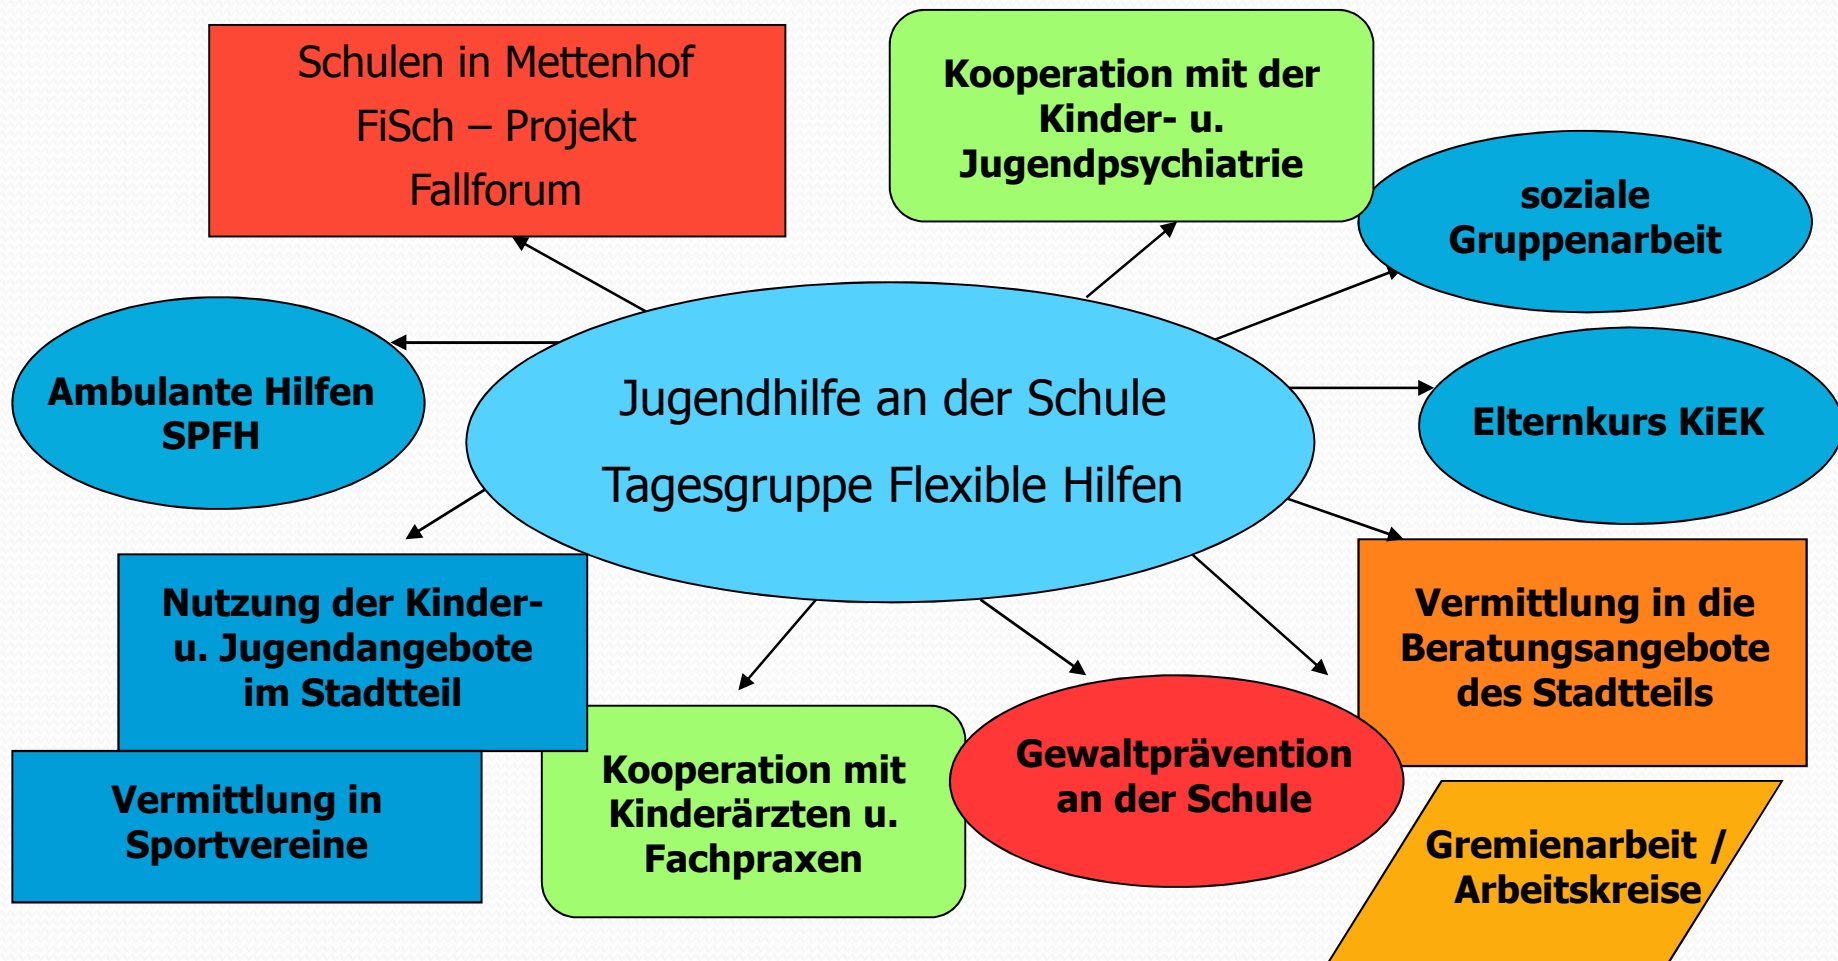 Schulen in Mettenhof
FiSch – Projekt
Fallforum
Kooperation mit der
Kinder- u.
Jugendpsychiatrie
soziale
Gruppenarbeit
Ambulante Hilfen
SPFH
Jugendhilfe an der Schule
Tagesgruppe Flexible Hilfen
Elternkurs KiEK
Nutzung der Kinder-
u. Jugendangebote
im Stadtteil
Vermittlung in die
Beratungsangebote
des Stadtteils
Vermittlung in
Sportvereine
Kooperation mit
Kinderärzten u.
Fachpraxen
Gewaltprävention
an der Schule
Gremienarbeit /
Arbeitskreise